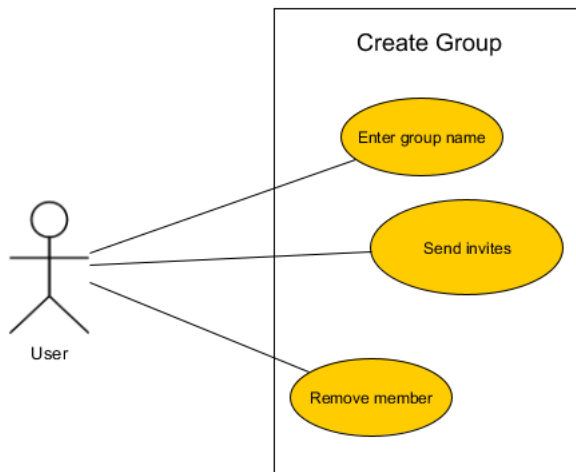 Create Group
Enter group name
Send invites
User
Remove member